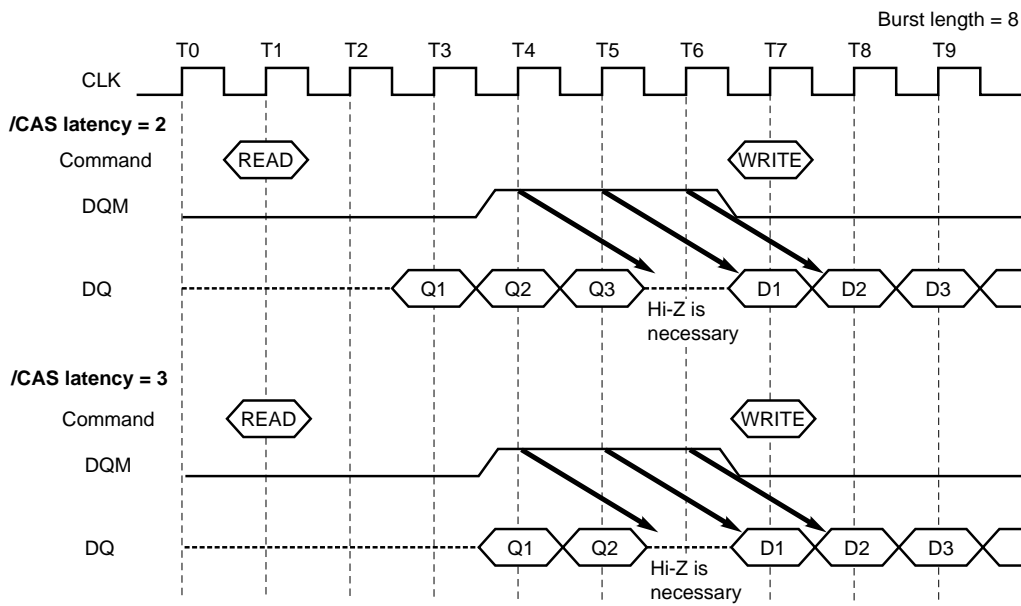 Burst length = 8
T0 T1 T2 T3 T4 T5 T6 T7 T8 T9
CLK
/CAS latency = 2
Command READ WRITE
DQM
DQ Q1 Q2 Q3 D1 D2 D3
Hi-Z is
necessary
/CAS latency = 3
Command READ WRITE
DQM
DQ Q1 Q2 D1 D2 D3
Hi-Z is
necessary